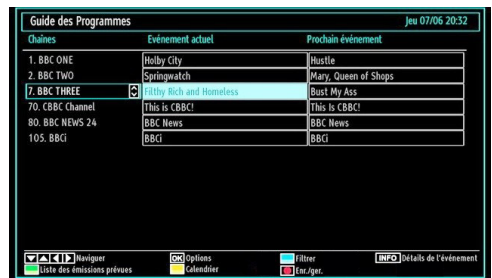 Guide des Programmes Jeu 07/06 20:32
Chaînes Evénement actuel Prochain événement
1. BBC ONE Holby City Hustle
2. BBC TWO Springwatch Mary, Queen of Shops
7. BBC THREE Filthy Rich and Homeless Bust My Ass
70. CBBC Channel This is CBBC! This Is CBBC!
80. BBC NEWS 24 BBC News BBC News
105. BBCi BBCi BBCi
Naviguer OK Options Filtrer INFO Détails de l'événement
Liste des émissions prévues Calendrier Enr./ger.